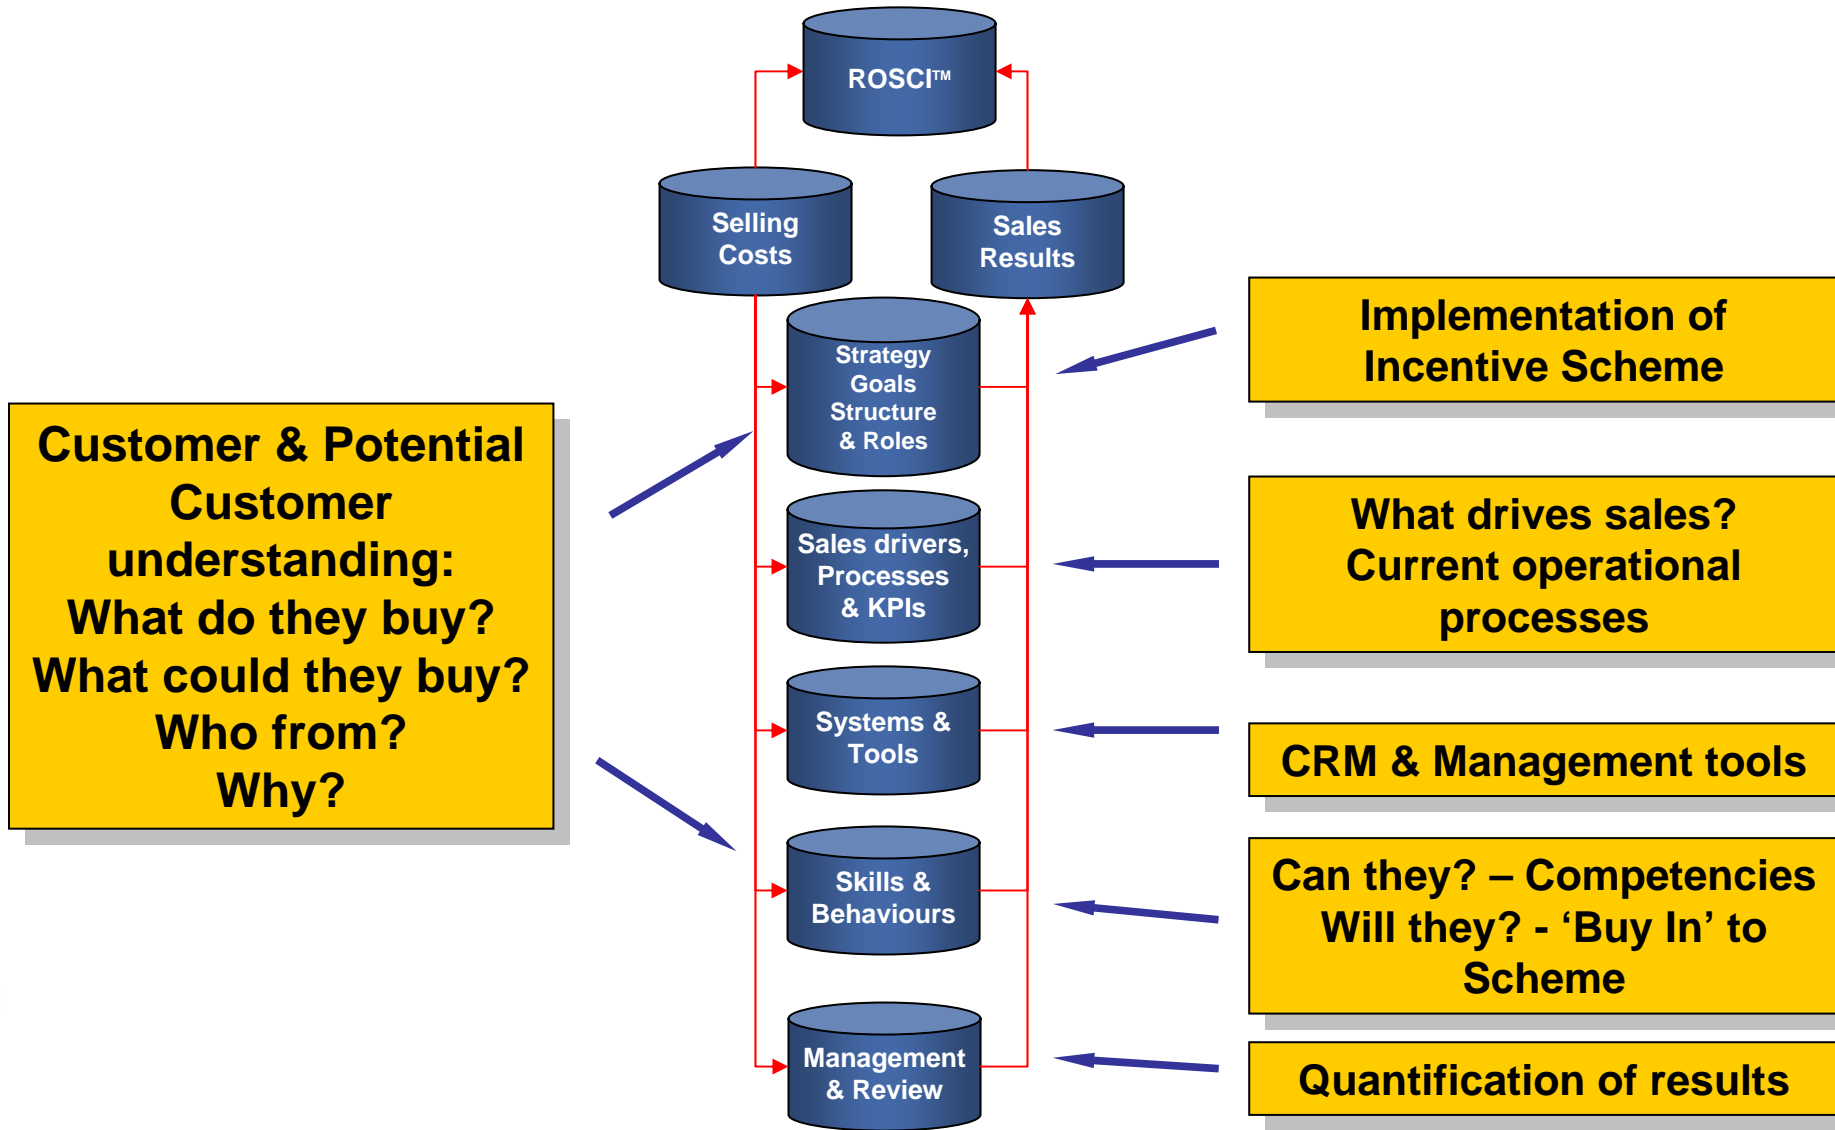 ROSCI™
Selling
Costs
Sales
Results
Strategy
Goals
Structure
& Roles
Sales drivers,
Processes
& KPIs
Systems &
Tools
Skills &
Behaviours
Management
& Review
Customer & Potential
Customer
understanding:
What do they buy?
What could they buy?
Who from?
Why?
Implementation of
Incentive Scheme
What drives sales?
Current operational
processes
CRM & Management tools
Can they? – Competencies
Will they? - ‘Buy In’ to
Scheme
Quantification of results